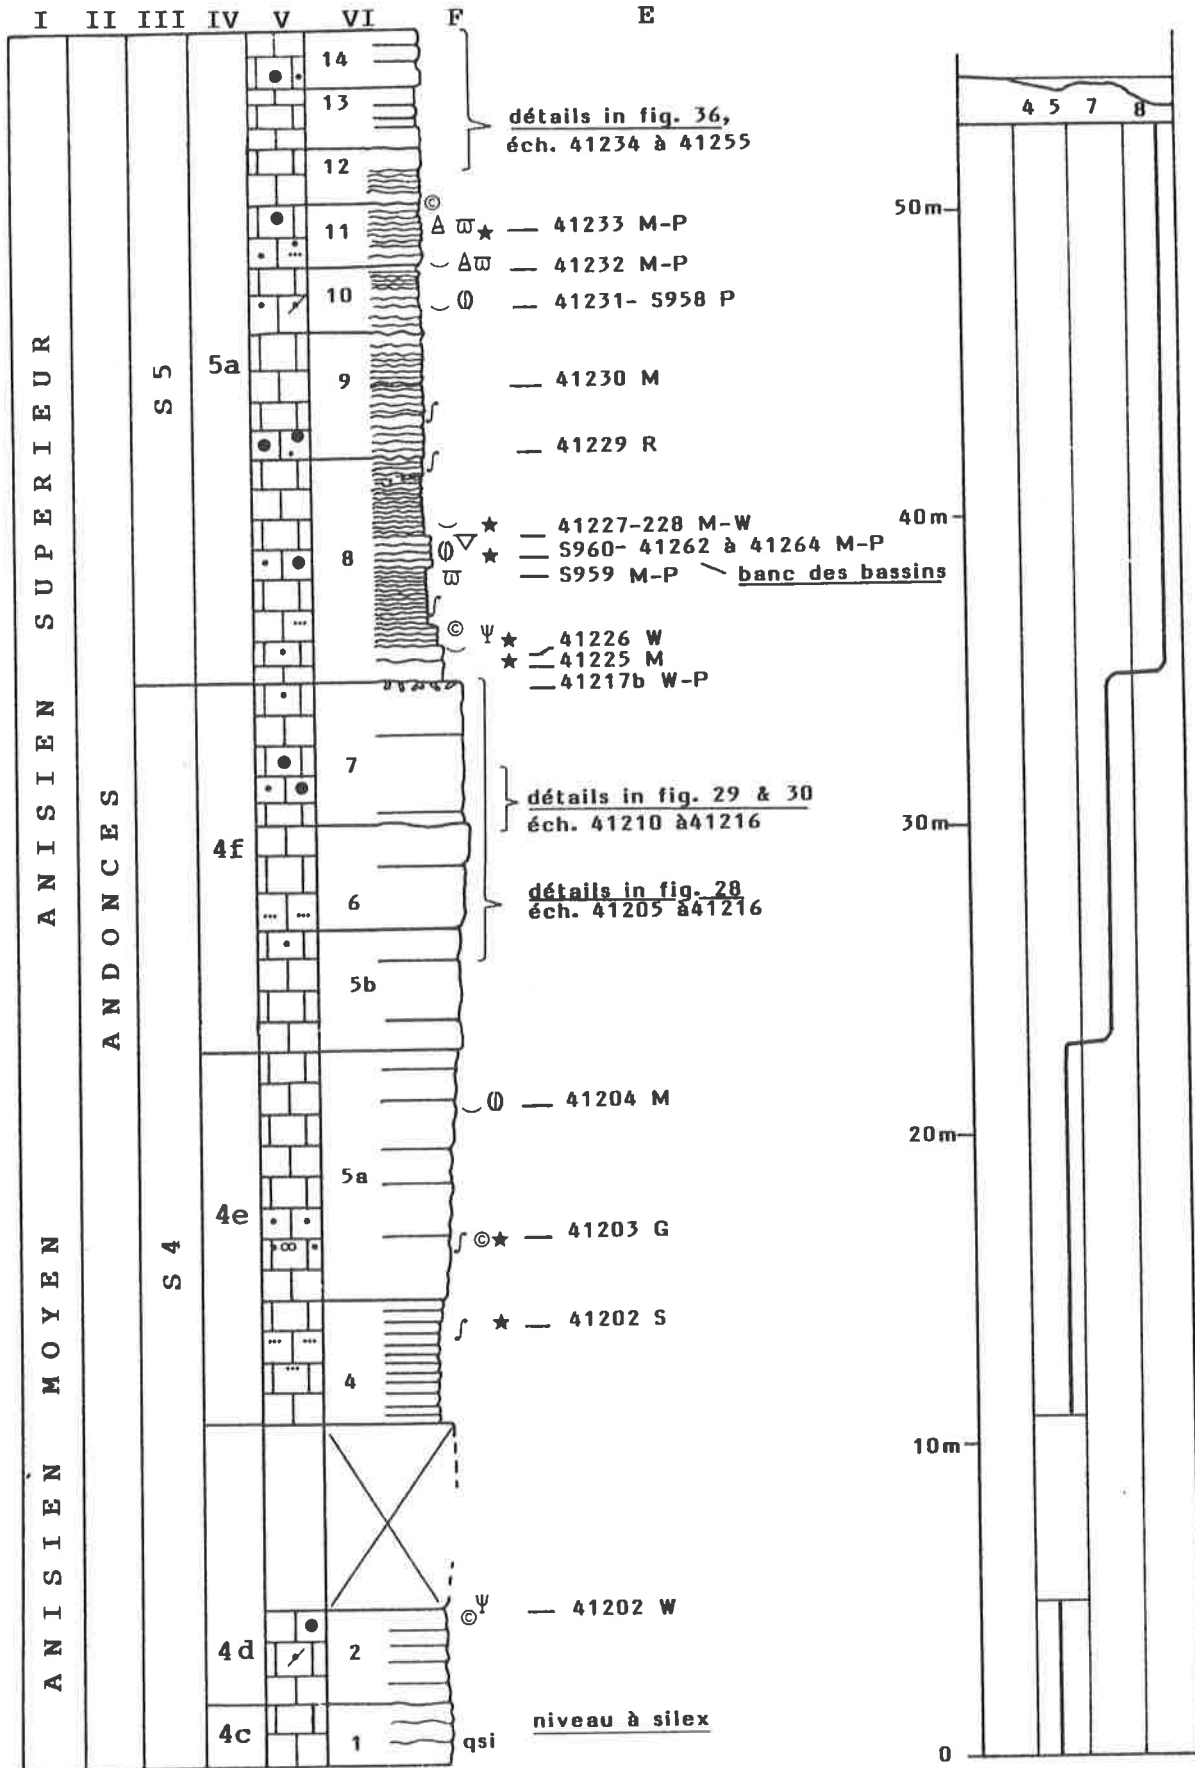 I II III IV V VI F E
ANISIEN SUPERIEUR
ANISIEN MOYEN
ANDONCES
S 5
S 4
5a
4f
4e
4d
4c
14
13
12
11
10
9
8
7
6
5b
5a
4
2
1
détails in fig. 36,
éch. 41234 à 41255
© 
41233 M-P
41232 M-P
41231- S958 P
41230 M
41229 R
41227-228 M-W
S960- 41262 à 41264 M-P
S959 M-P banc des bassins
© Ψ 41226 W
41225 M
41217b W-P
détails in fig. 29 & 30
éch. 41210 à41216
détails in fig. 28
éch. 41205 à41216
41204 M
© 41203 G
41202 S
© Ψ 41202 W
niveau à silex
qsi
4 5 7 8
50m
40m
30m
20m
10m
0